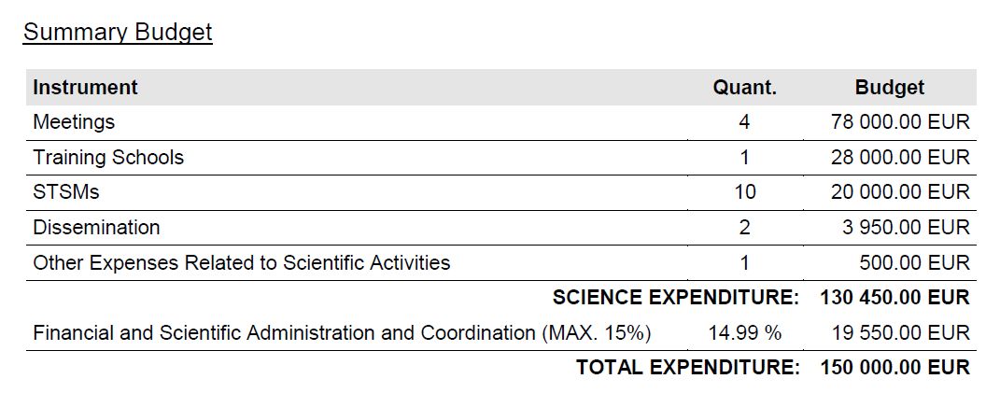 Summary Budget
Instrument Quant. Budget
Meetings 4 78 000.00 EUR
Training Schools 1 28 000.00 EUR
STSMs 10 20 000.00 EUR
Dissemination 2 3 950.00 EUR
Other Expenses Related to Scientific Activities 1 500.00 EUR
SCIENCE EXPENDITURE: 130 450.00 EUR
Financial and Scientific Administration and Coordination (MAX. 15%) 14.99 % 19 550.00 EUR
TOTAL EXPENDITURE: 150 000.00 EUR